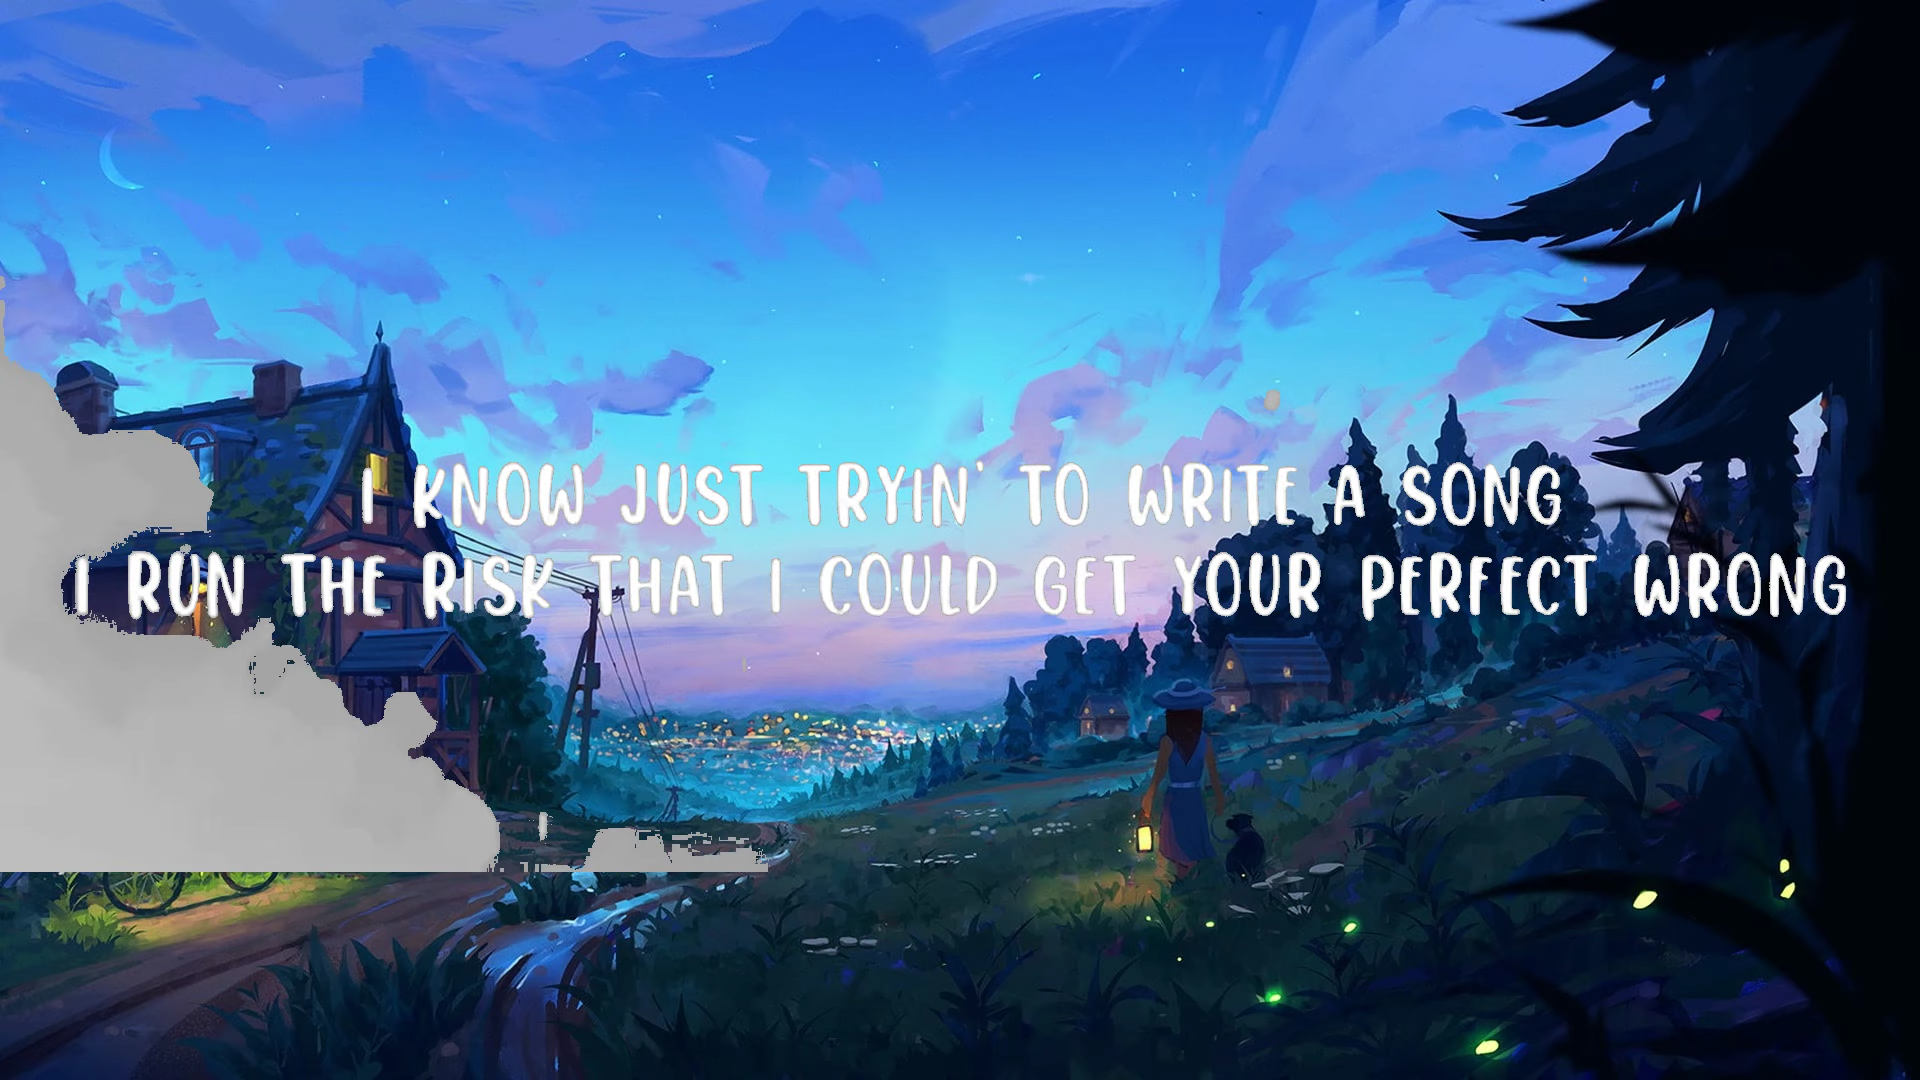 I KNOW JUST TRYIN' TO WRITE A SONG
I RUN THE RISK THAT I COULD GET YOUR PERFECT WRONG